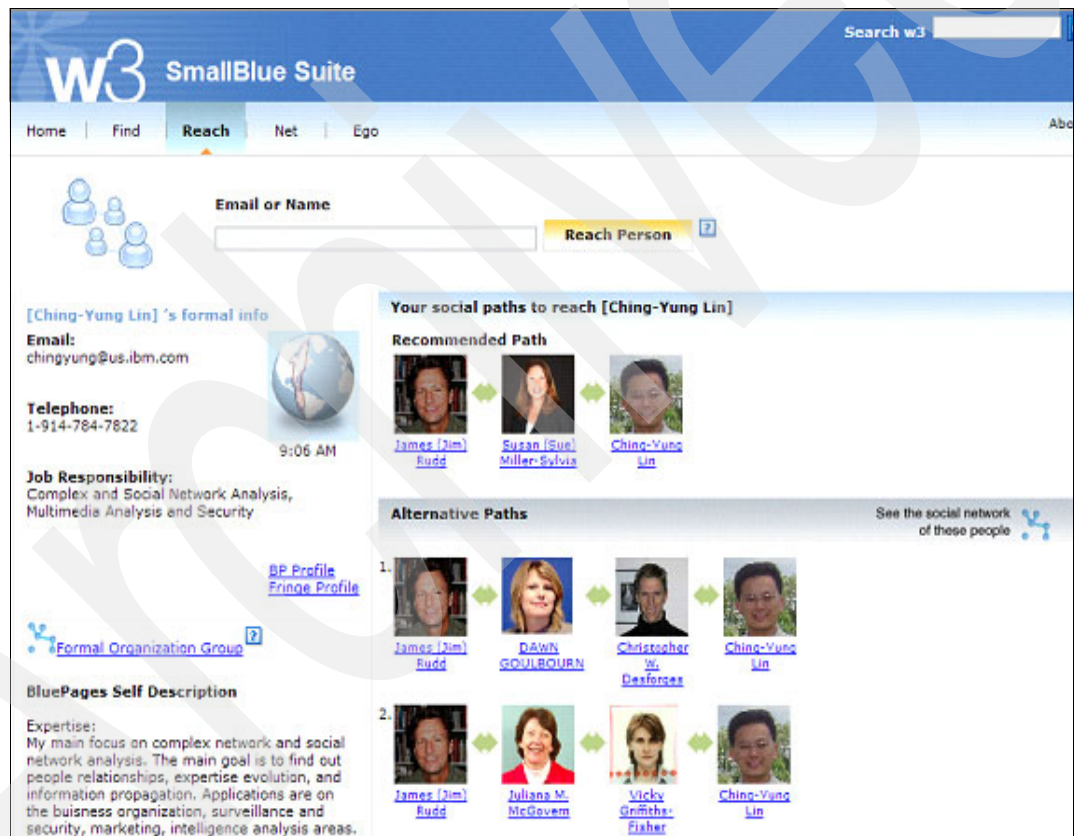 Search w3
w3 SmallBlue Suite
Home | Find Reach Net | Ego
Abo
Email or Name
Reach Person ?
[Ching-Yung Lin] 's formal info
Email:
chingyung@us.ibm.com
Telephone:
1-914-784-7822
9:06 AM
Job Responsibility:
Complex and Social Network Analysis,
Multimedia Analysis and Security
BP Profile
Fringe Profile
Formal Organization Group ?
BluePages Self Description
Expertise:
My main focus on complex network and social
network analysis. The main goal is to find out
people relationships, expertise evolution, and
information propagation. Applications are on
the buisness organization, surveillance and
security, marketing, intelligence analysis areas.
Your social paths to reach [Ching-Yung Lin]
Recommended Path
James (Jim) Rudd
Susan (Sue) Miller-Sylvia
Ching-Yung Lin
Alternative Paths
See the social network
of these people
1.
James (Jim) Rudd
DAWN GOULBOURN
Christopher W. Desforges
Ching-Yung Lin
2.
James (Jim) Rudd
Juliana M. McGovern
Vicky Griffiths-Fisher
Ching-Yung Lin